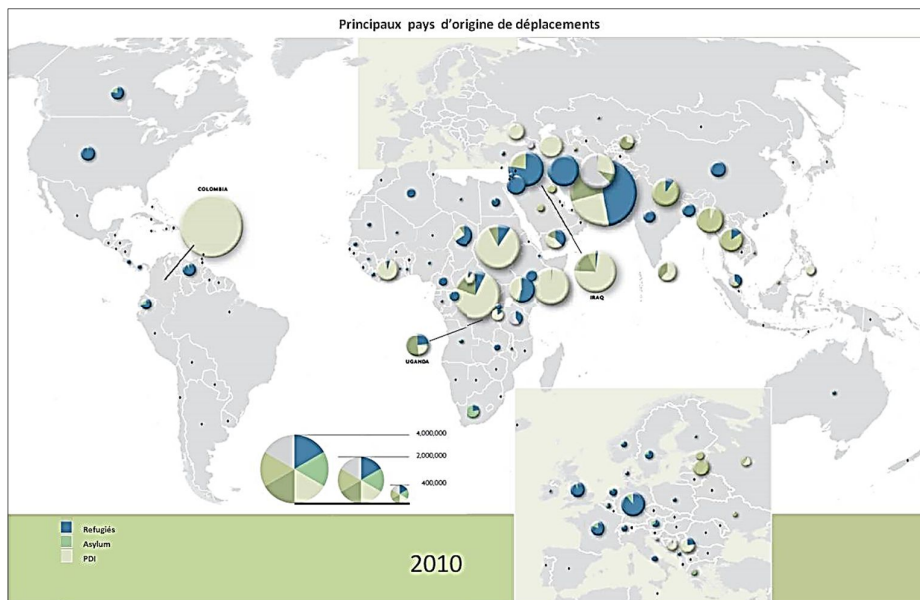 Principaux pays d'origine de déplacements
COLOMBIA
IRAQ
UGANDA
4,000,000
2,000,000
400,000
Refugiés
Asylum
PDI
2010